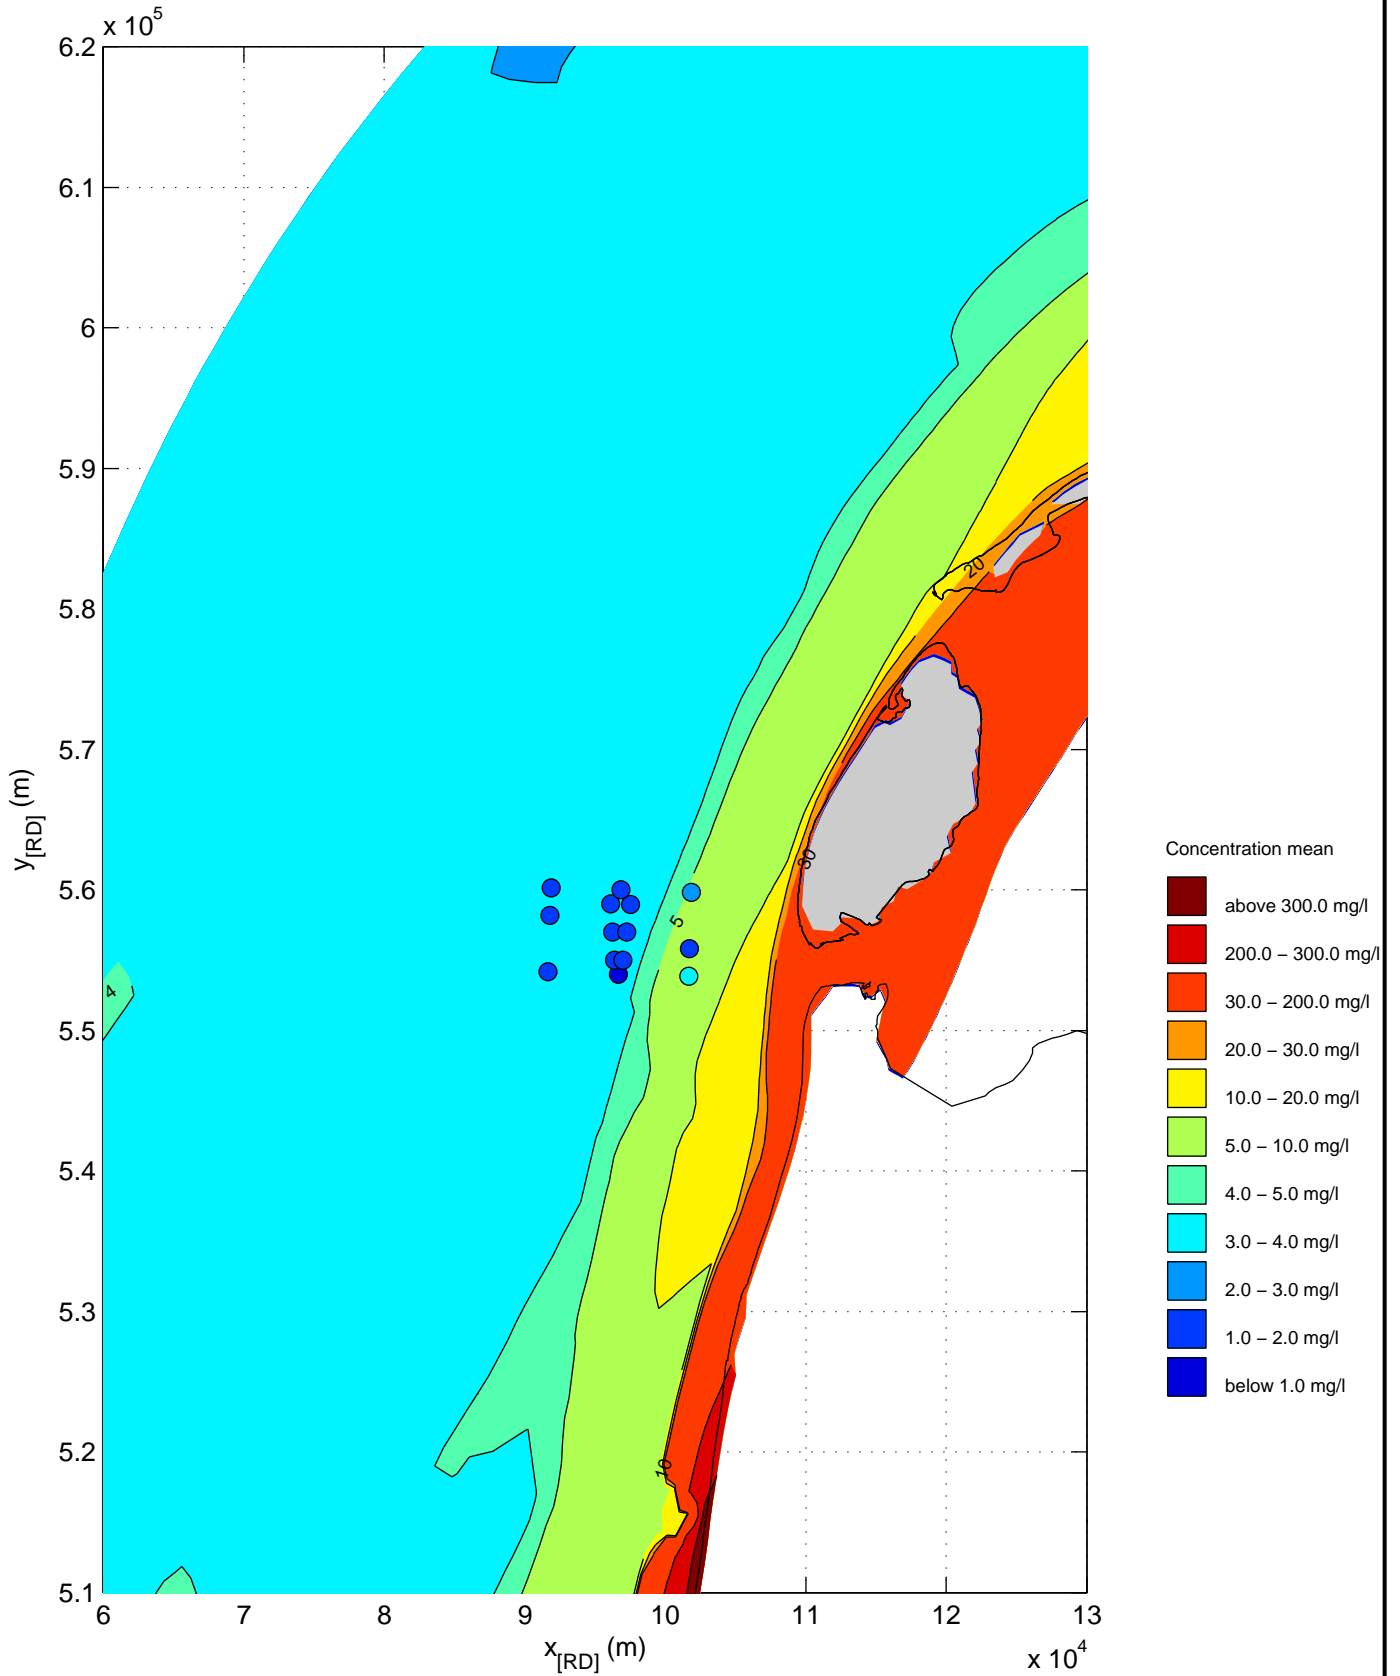 x 10^5
6.2
6.1
6
5.9
5.8
5.7
5.6
5.5
5.4
5.3
5.2
5.1
y[RD] (m)
6
7
8
9
10
11
12
13
x[RD] (m)
x 10^4
20
30
5
4
10
Concentration mean
above 300.0 mg/l
200.0 – 300.0 mg/l
30.0 – 200.0 mg/l
20.0 – 30.0 mg/l
10.0 – 20.0 mg/l
5.0 – 10.0 mg/l
4.0 – 5.0 mg/l
3.0 – 4.0 mg/l
2.0 – 3.0 mg/l
1.0 – 2.0 mg/l
below 1.0 mg/l